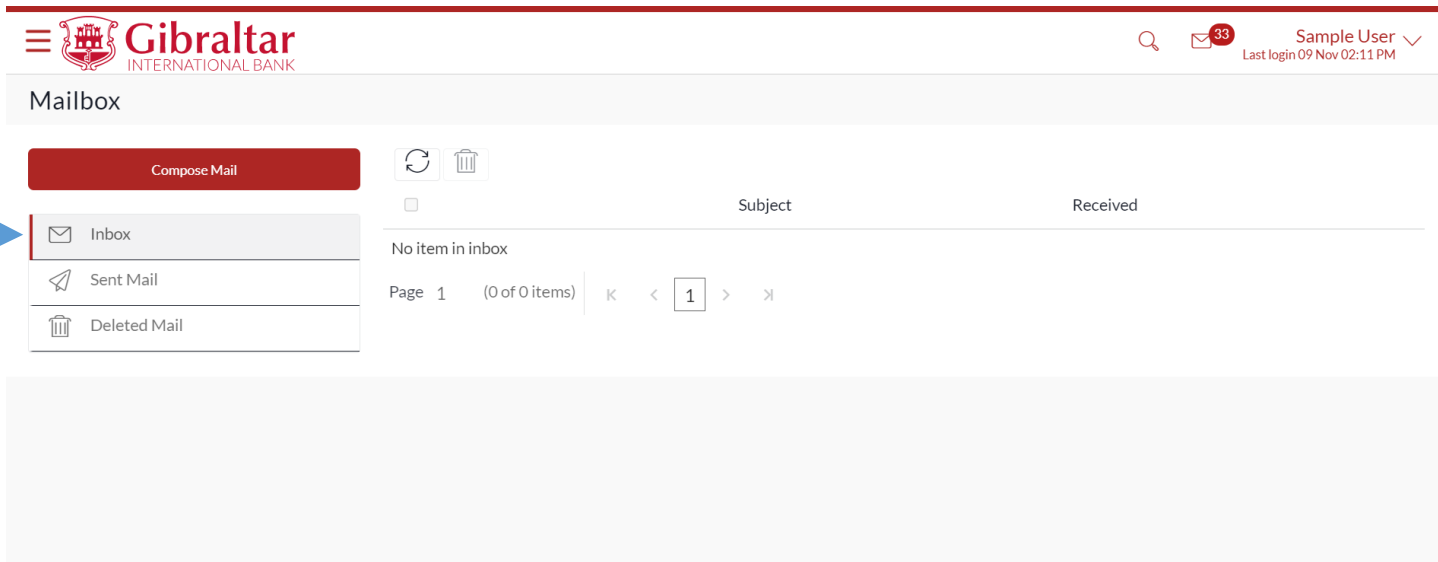 Gibraltar
INTERNATIONAL BANK
33
Sample User
Last login 09 Nov 02:11 PM
Mailbox
Compose Mail
Inbox
Sent Mail
Deleted Mail
Subject Received
No item in inbox
Page 1 (0 of 0 items) 1